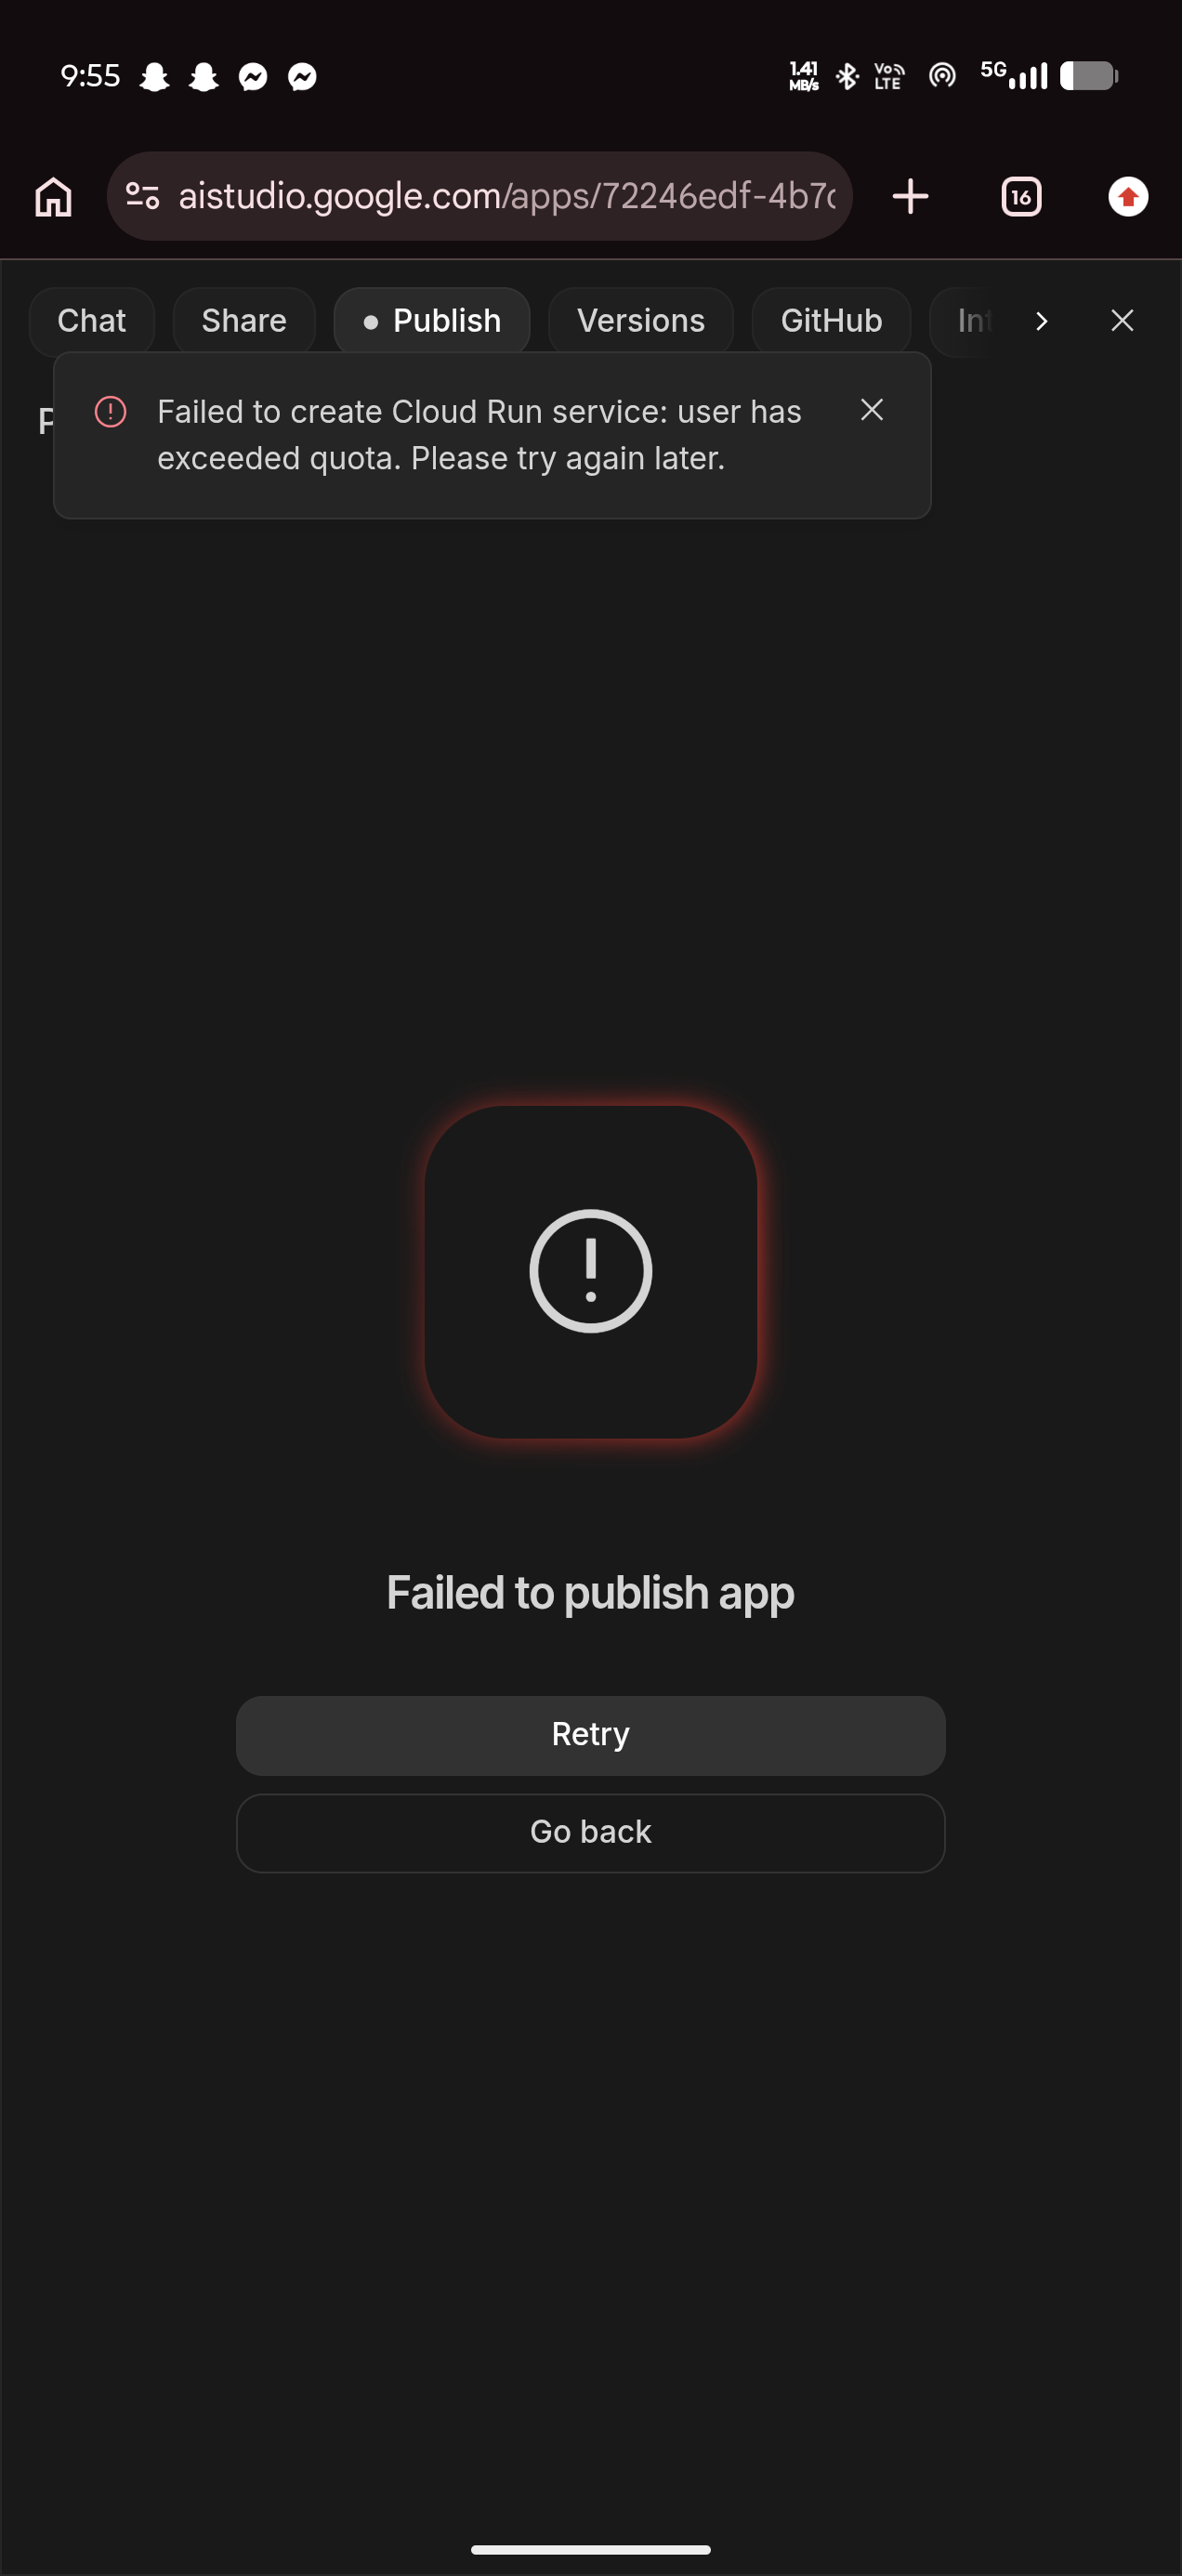 9:55
1.41 MB/s Vo LTE 5G
aistudio.google.com/apps/72246edf-4b7
16
Chat Share Publish Versions GitHub Int
P
Failed to create Cloud Run service: user has
exceeded quota. Please try again later.
Failed to publish app
Retry
Go back